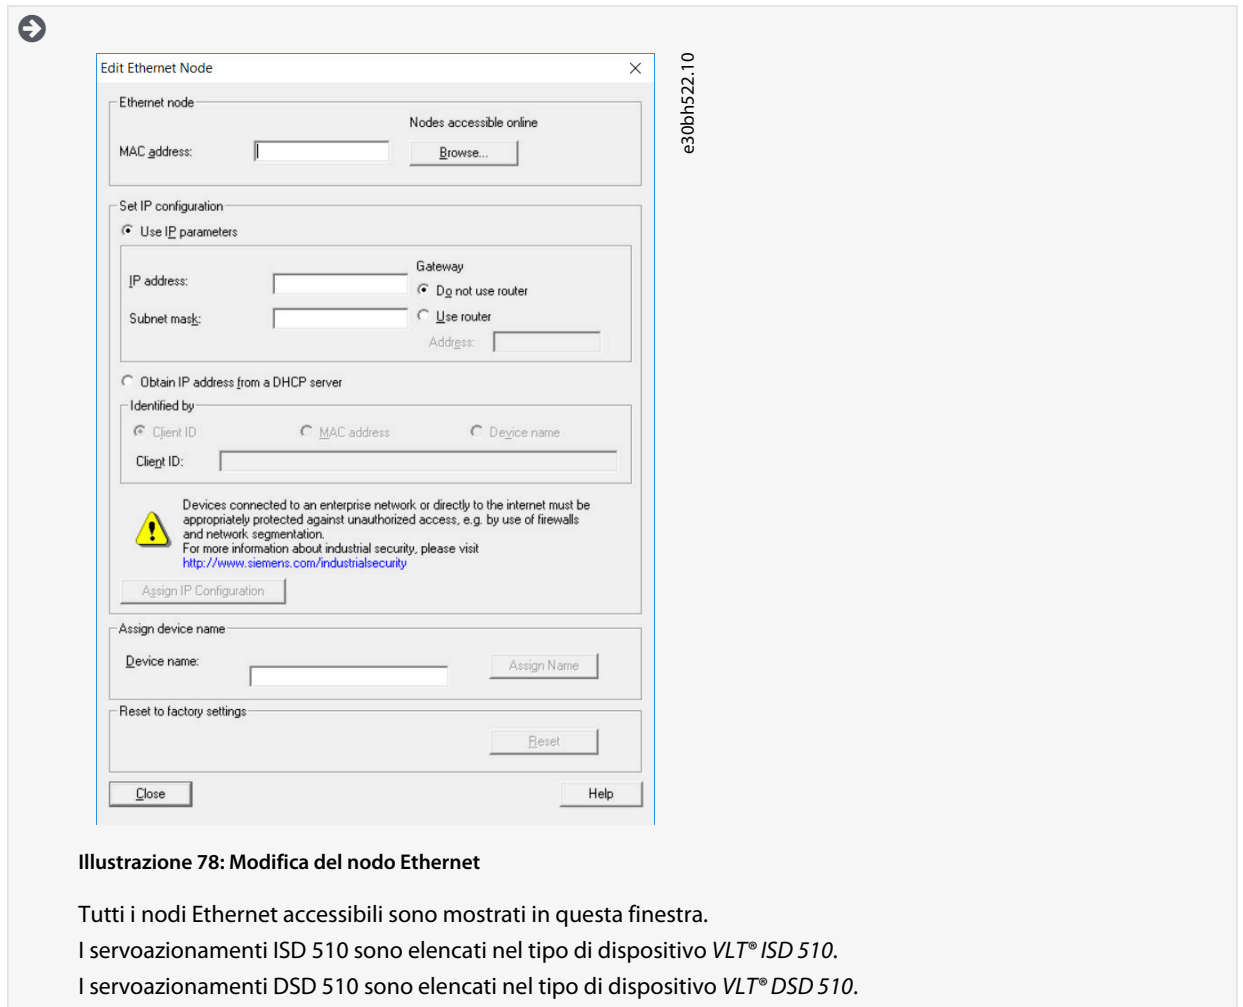 Edit Ethernet Node
e30bh522.10
Ethernet node
Nodes accessible online
MAC address:
Browse...
Set IP configuration
Use IP parameters
Gateway
IP address:
Do not use router
Subnet mask:
Use router
Address:
Obtain IP address from a DHCP server
Identified by
Client ID
MAC address
Device name
Client ID:
Devices connected to an enterprise network or directly to the internet must be
appropriately protected against unauthorized access, e.g. by use of firewalls
and network segmentation.
For more information about industrial security, please visit
http://www.siemens.com/industrialsecurity
Assign IP Configuration
Assign device name
Device name:
Assign Name
Reset to factory settings
Reset
Close
Help
Illustrazione 78: Modifica del nodo Ethernet
Tutti i nodi Ethernet accessibili sono mostrati in questa finestra.
I servoazionamenti ISD 510 sono elencati nel tipo di dispositivo VLT® ISD 510.
I servoazionamenti DSD 510 sono elencati nel tipo di dispositivo VLT® DSD 510.